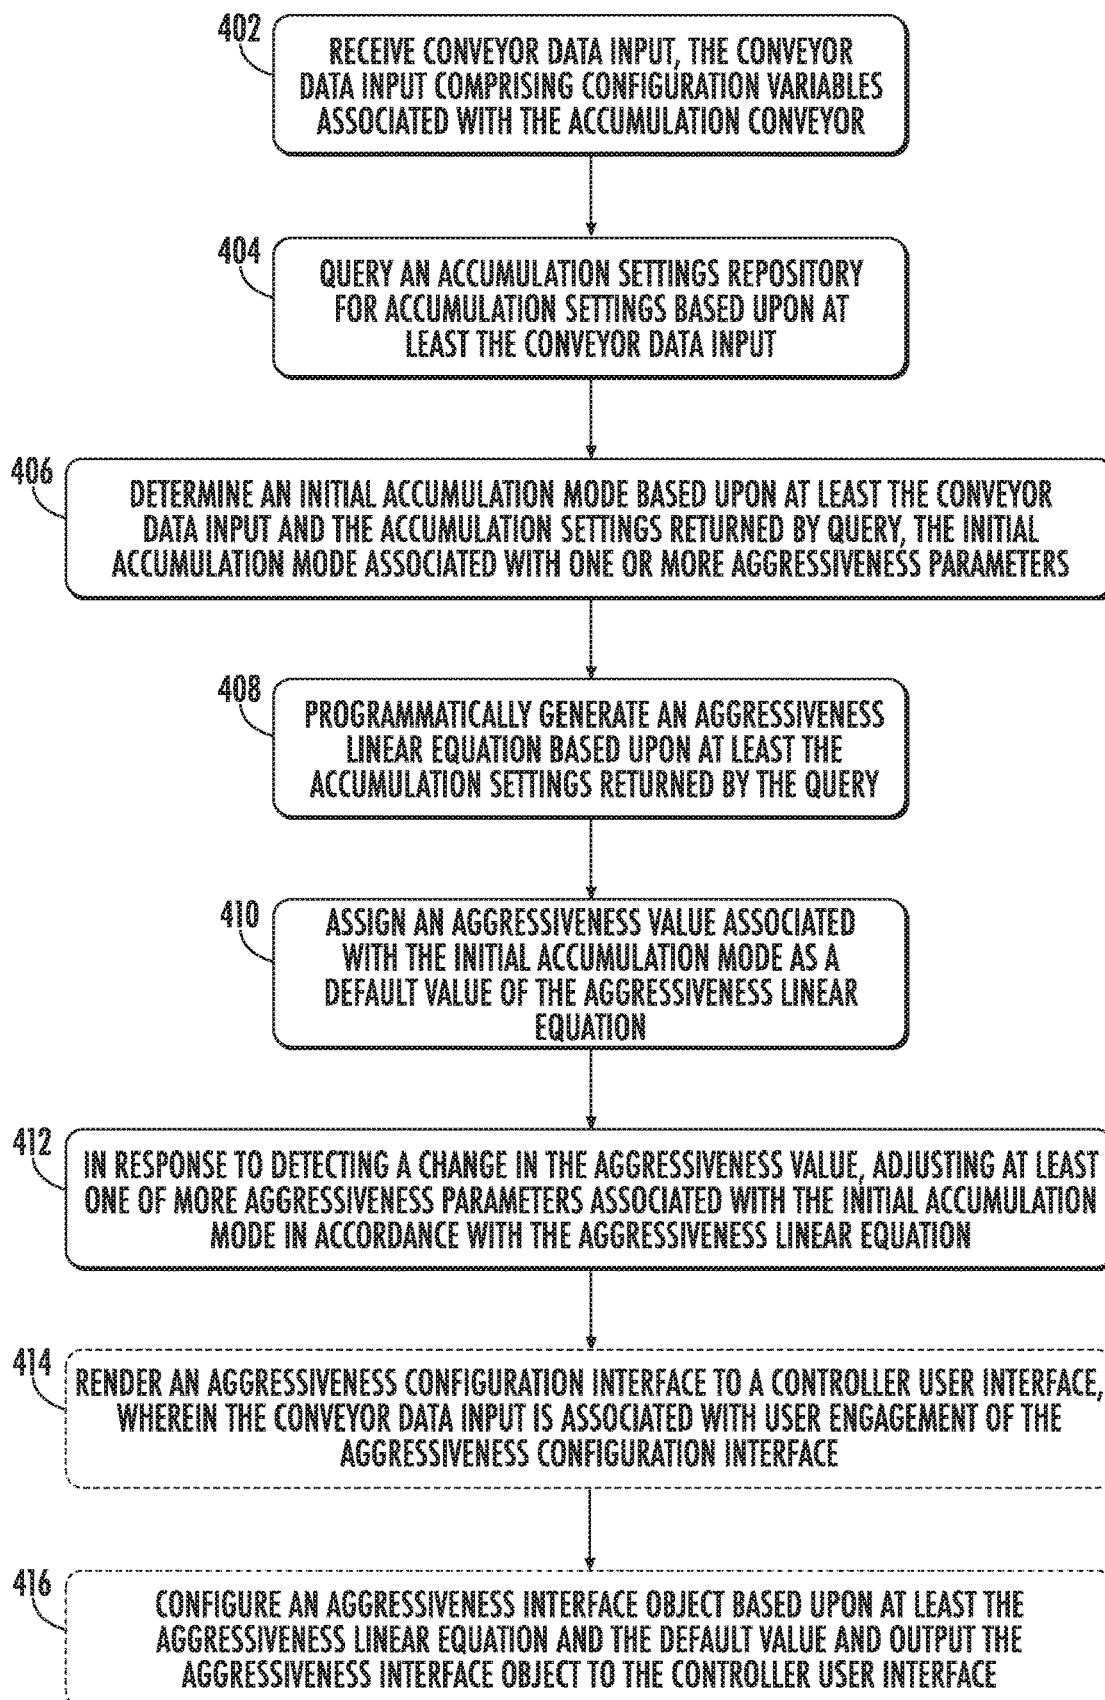 402
RECEIVE CONVEYOR DATA INPUT, THE CONVEYOR
DATA INPUT COMPRISING CONFIGURATION VARIABLES
ASSOCIATED WITH THE ACCUMULATION CONVEYOR
404
QUERY AN ACCUMULATION SETTINGS REPOSITORY
FOR ACCUMULATION SETTINGS BASED UPON AT
LEAST THE CONVEYOR DATA INPUT
406
DETERMINE AN INITIAL ACCUMULATION MODE BASED UPON AT LEAST THE CONVEYOR
DATA INPUT AND THE ACCUMULATION SETTINGS RETURNED BY QUERY, THE INITIAL
ACCUMULATION MODE ASSOCIATED WITH ONE OR MORE AGGRESSIVENESS PARAMETERS
408
PROGRAMMATICALLY GENERATE AN AGGRESSIVENESS
LINEAR EQUATION BASED UPON AT LEAST THE
ACCUMULATION SETTINGS RETURNED BY THE QUERY
410
ASSIGN AN AGGRESSIVENESS VALUE ASSOCIATED
WITH THE INITIAL ACCUMULATION MODE AS A
DEFAULT VALUE OF THE AGGRESSIVENESS LINEAR
EQUATION
412
IN RESPONSE TO DETECTING A CHANGE IN THE AGGRESSIVENESS VALUE, ADJUSTING AT LEAST
ONE OF MORE AGGRESSIVENESS PARAMETERS ASSOCIATED WITH THE INITIAL ACCUMULATION
MODE IN ACCORDANCE WITH THE AGGRESSIVENESS LINEAR EQUATION
414
RENDER AN AGGRESSIVENESS CONFIGURATION INTERFACE TO A CONTROLLER USER INTERFACE,
WHEREIN THE CONVEYOR DATA INPUT IS ASSOCIATED WITH USER ENGAGEMENT OF THE
AGGRESSIVENESS CONFIGURATION INTERFACE
416
CONFIGURE AN AGGRESSIVENESS INTERFACE OBJECT BASED UPON AT LEAST THE
AGGRESSIVENESS LINEAR EQUATION AND THE DEFAULT VALUE AND OUTPUT THE
AGGRESSIVENESS INTERFACE OBJECT TO THE CONTROLLER USER INTERFACE